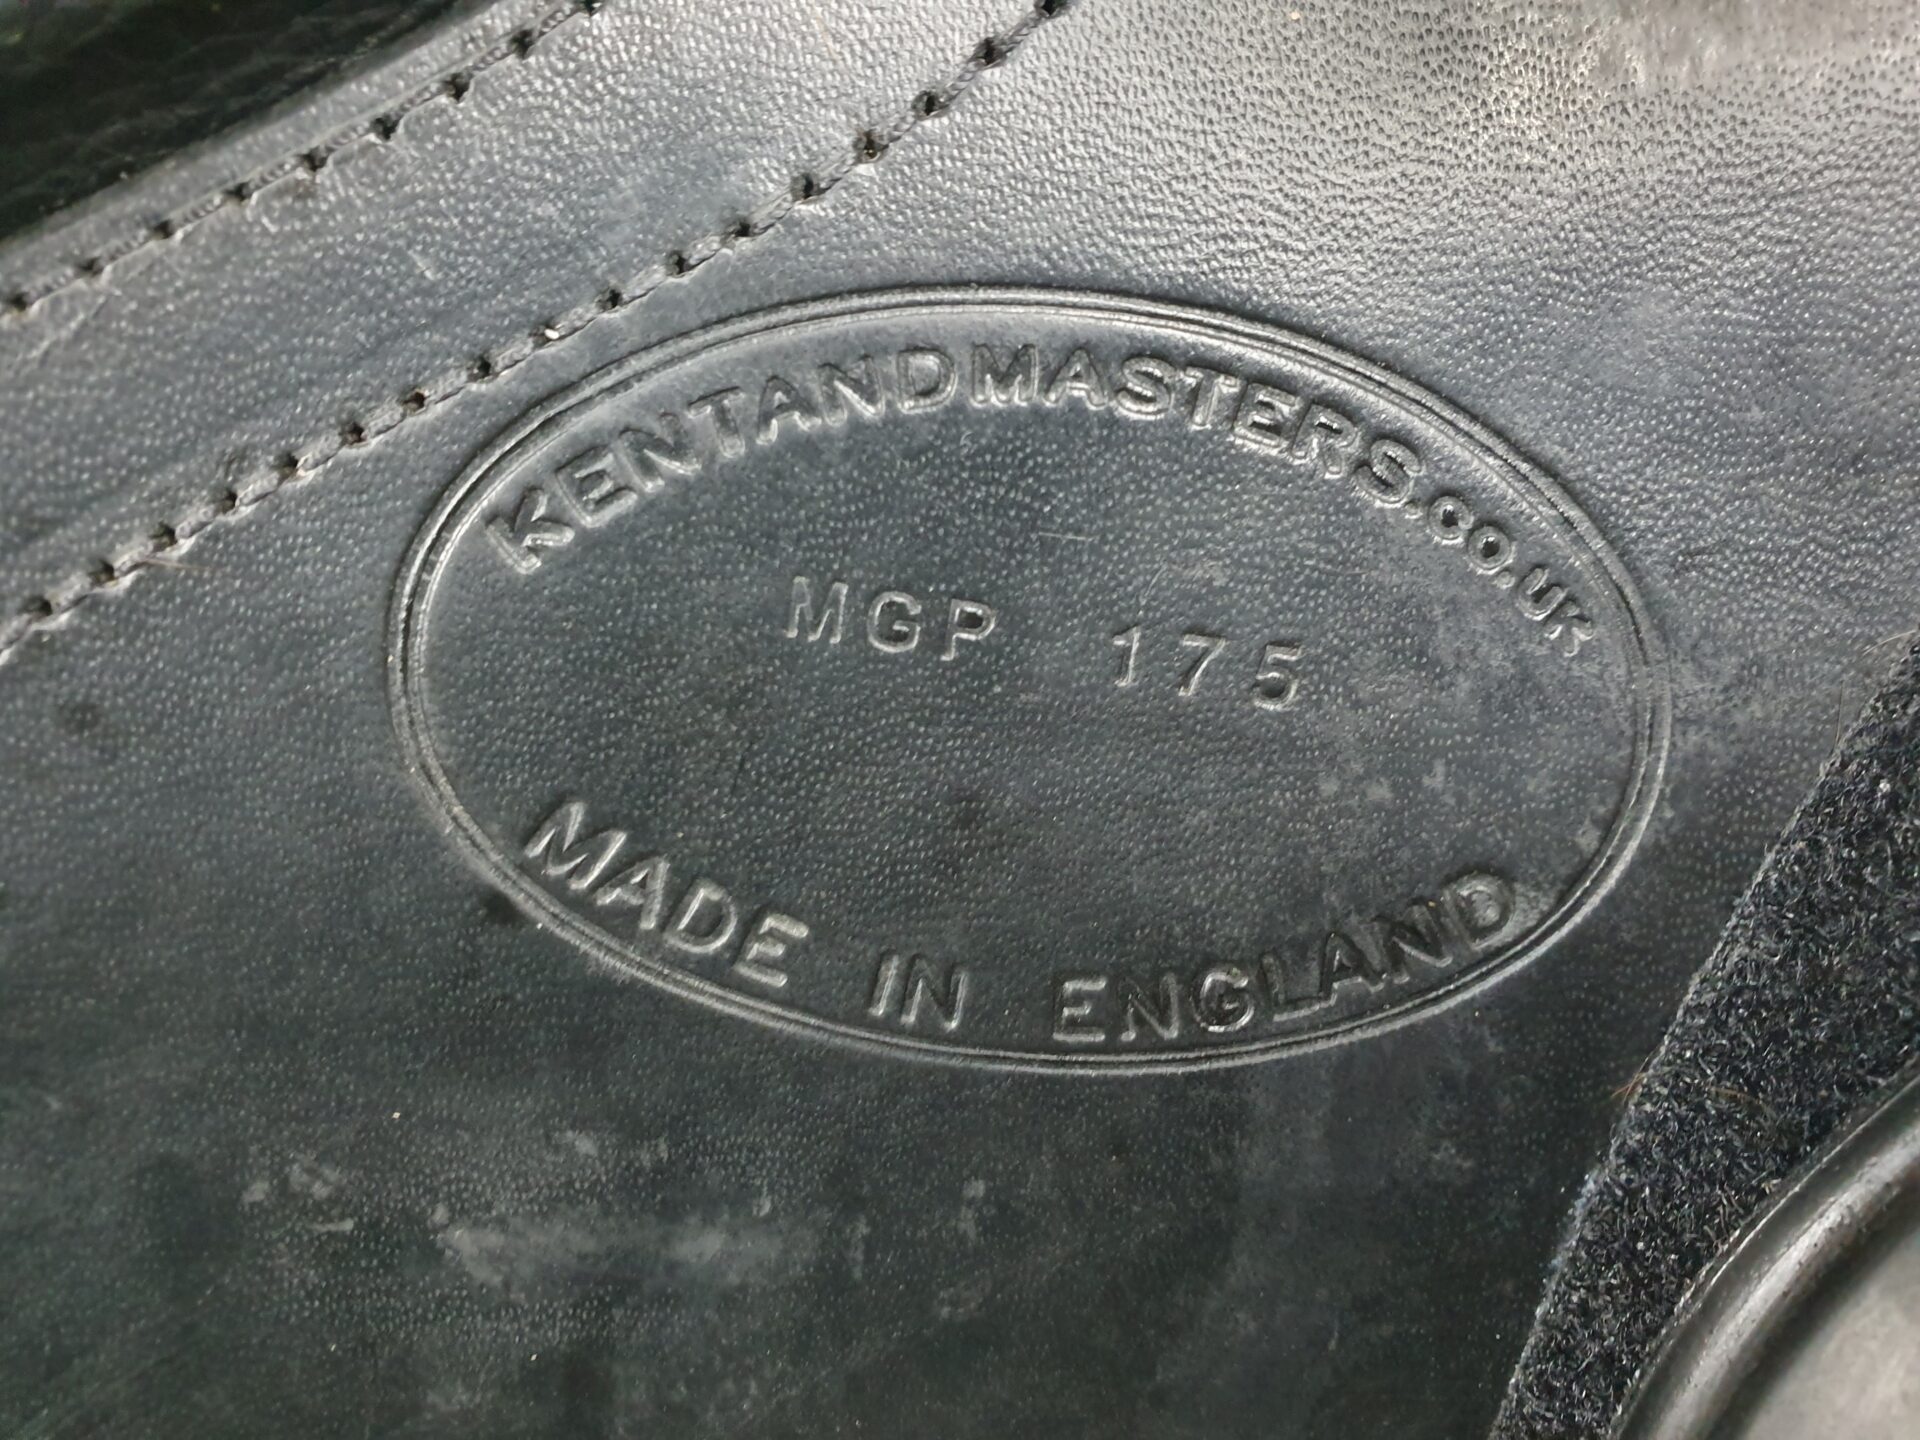 KENTANDMASTERS.CO.UK
MGP 175
MADE IN ENGLAND